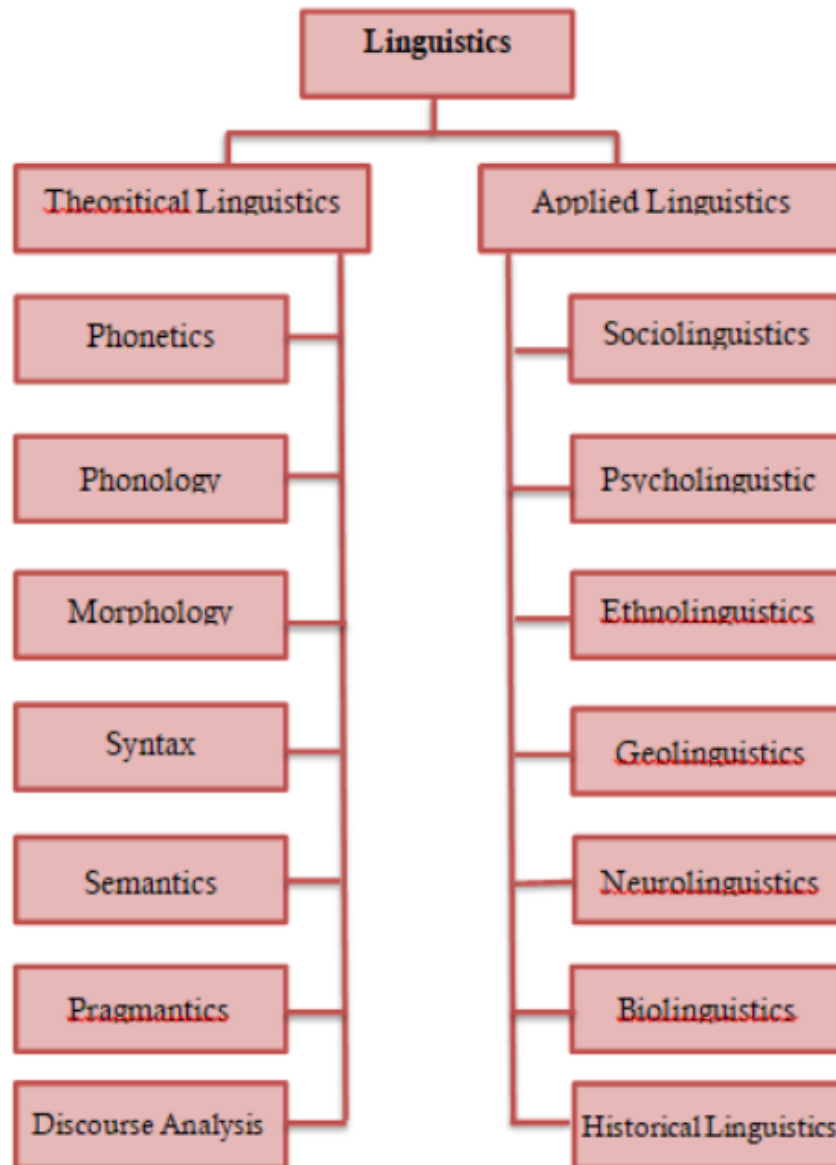 Linguistics
Theoritical Linguistics
Applied Linguistics
Phonetics
Sociolinguistics
Phonology
Psycholinguistic
Morphology
Ethnolinguistics
Syntax
Geolinguistics
Semantics
Neurolinguistics
Pragmantics
Biolinguistics
Discourse Analysis
Historical Linguistics